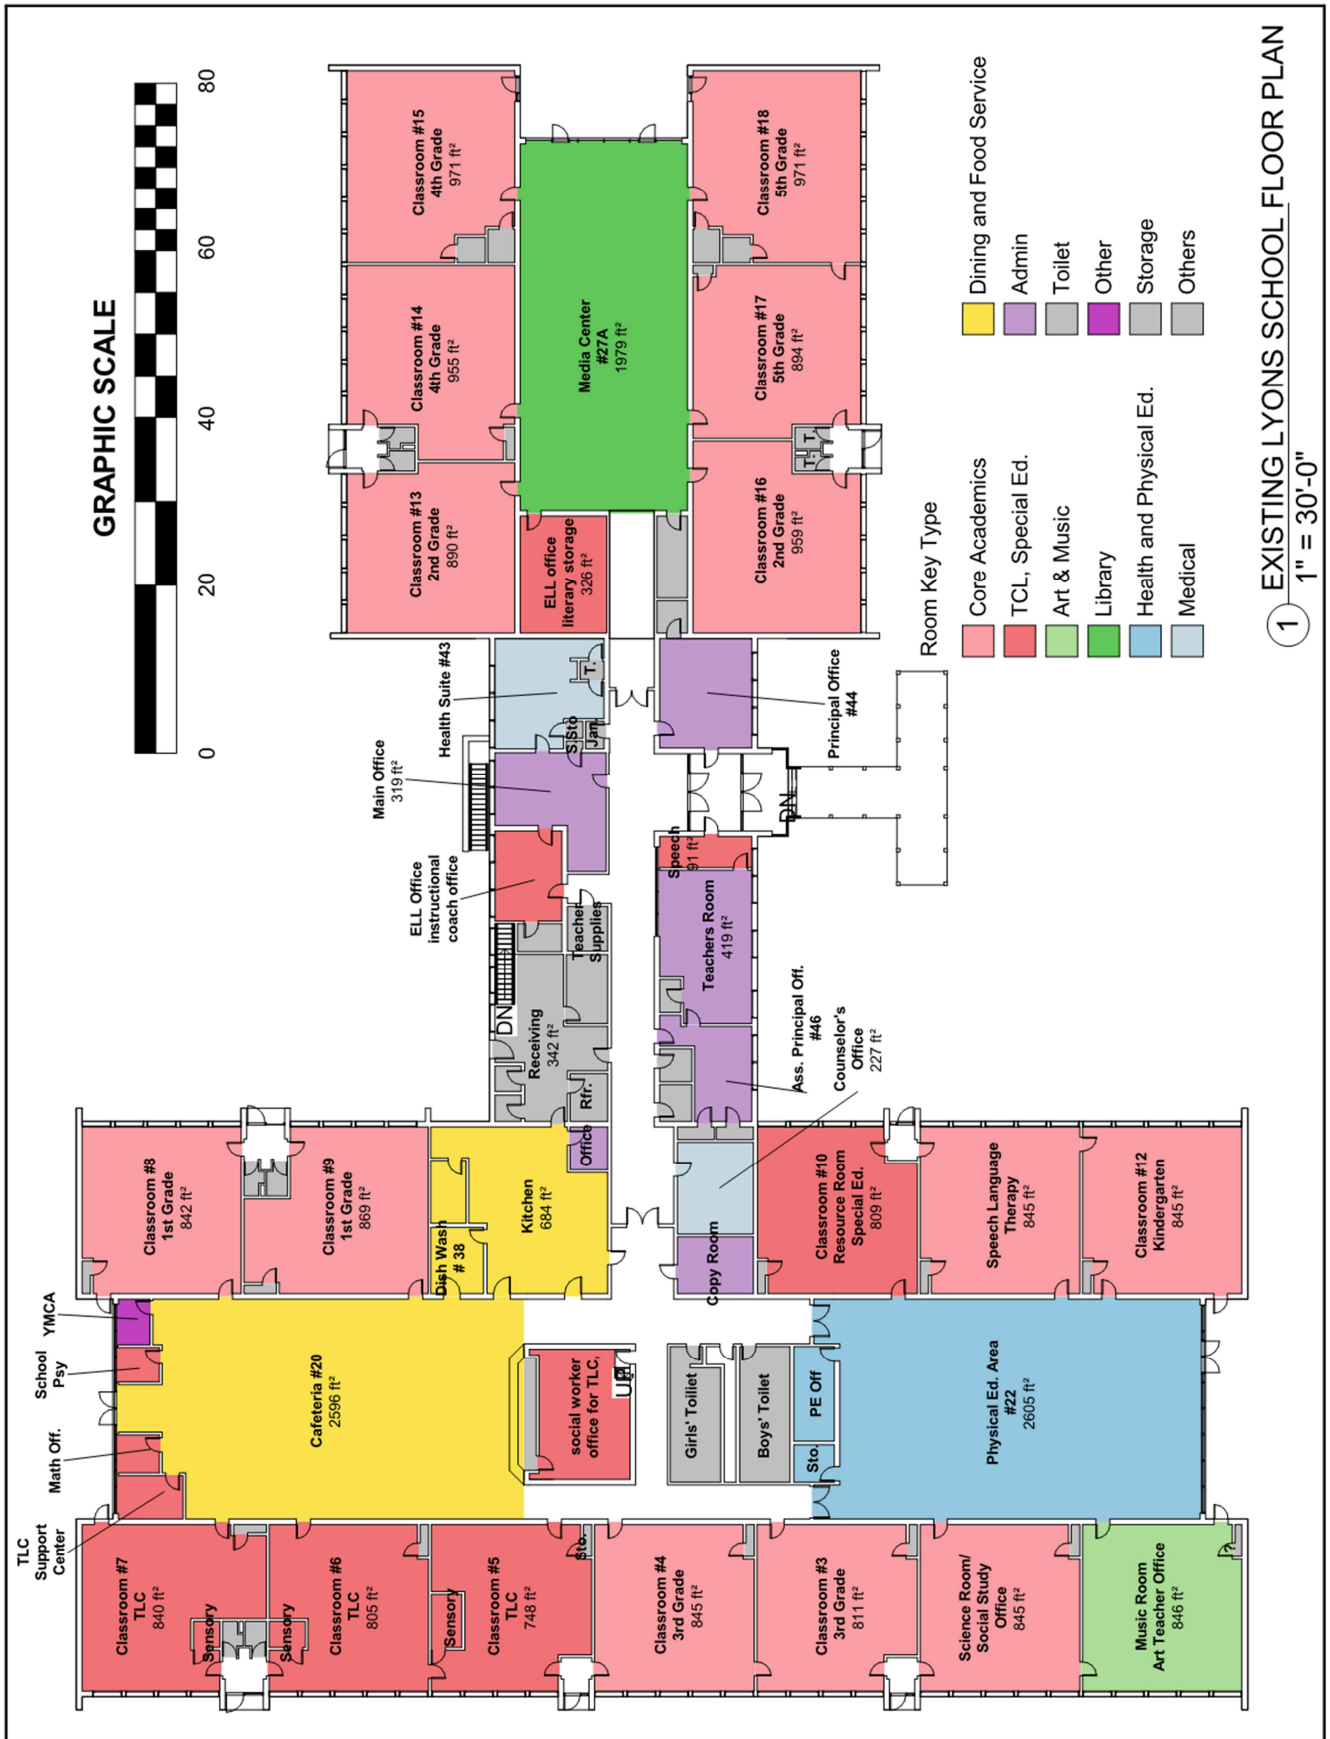 GRAPHIC SCALE
0
20
40
60
80
Classroom #15
4th Grade
971 ft²
Classroom #14
4th Grade
955 ft²
Classroom #13
2nd Grade
890 ft²
Media Center
#27A
1979 ft²
ELL office
literary storage
326 ft²
Classroom #18
5th Grade
971 ft²
Classroom #17
5th Grade
894 ft²
Classroom #16
2nd Grade
959 ft²
T.
T.
Health Suite #43
T.
S.Sto
Jan.
Main Office
319 ft²
ELL Office
instructional
coach office
Principal Office
#44
DN
Speech
91 ft²
Teachers Room
419 ft²
Teacher
Supplies
DN
Receiving
342 ft²
Rfr.
Ass. Principal Off.
#46
Counselor's
Office
227 ft²
Classroom #8
1st Grade
842 ft²
Classroom #9
1st Grade
869 ft²
Kitchen
684 ft²
Office
Dish Wash
# 38
Copy Room
Classroom #10
Resource Room
Special Ed.
809 ft²
Speech Language
Therapy
845 ft²
Classroom #12
Kindergarten
845 ft²
YMCA
School
Psy
Math Off.
TLC
Support
Center
Cafeteria #20
2596 ft²
social worker
office for TLC,
UP
Girls' Toiliet
Boys' Toilet
PE Off
Sto.
Physical Ed. Area
#22
2605 ft²
Classroom #7
TLC
840 ft²
Sensory
Sensory
Classroom #6
TLC
805 ft²
Sensory
Classroom #5
TLC
748 ft²
Sto.
Classroom #4
3rd Grade
845 ft²
Classroom #3
3rd Grade
811 ft²
Science Room/
Social Study
Office
845 ft²
Music Room
Art Teacher Office
846 ft²
?
Room Key Type
Core Academics
TCL, Special Ed.
Art & Music
Library
Health and Physical Ed.
Medical
Dining and Food Service
Admin
Toilet
Other
Storage
Others
1
EXISTING LYONS SCHOOL FLOOR PLAN
1" = 30'-0"